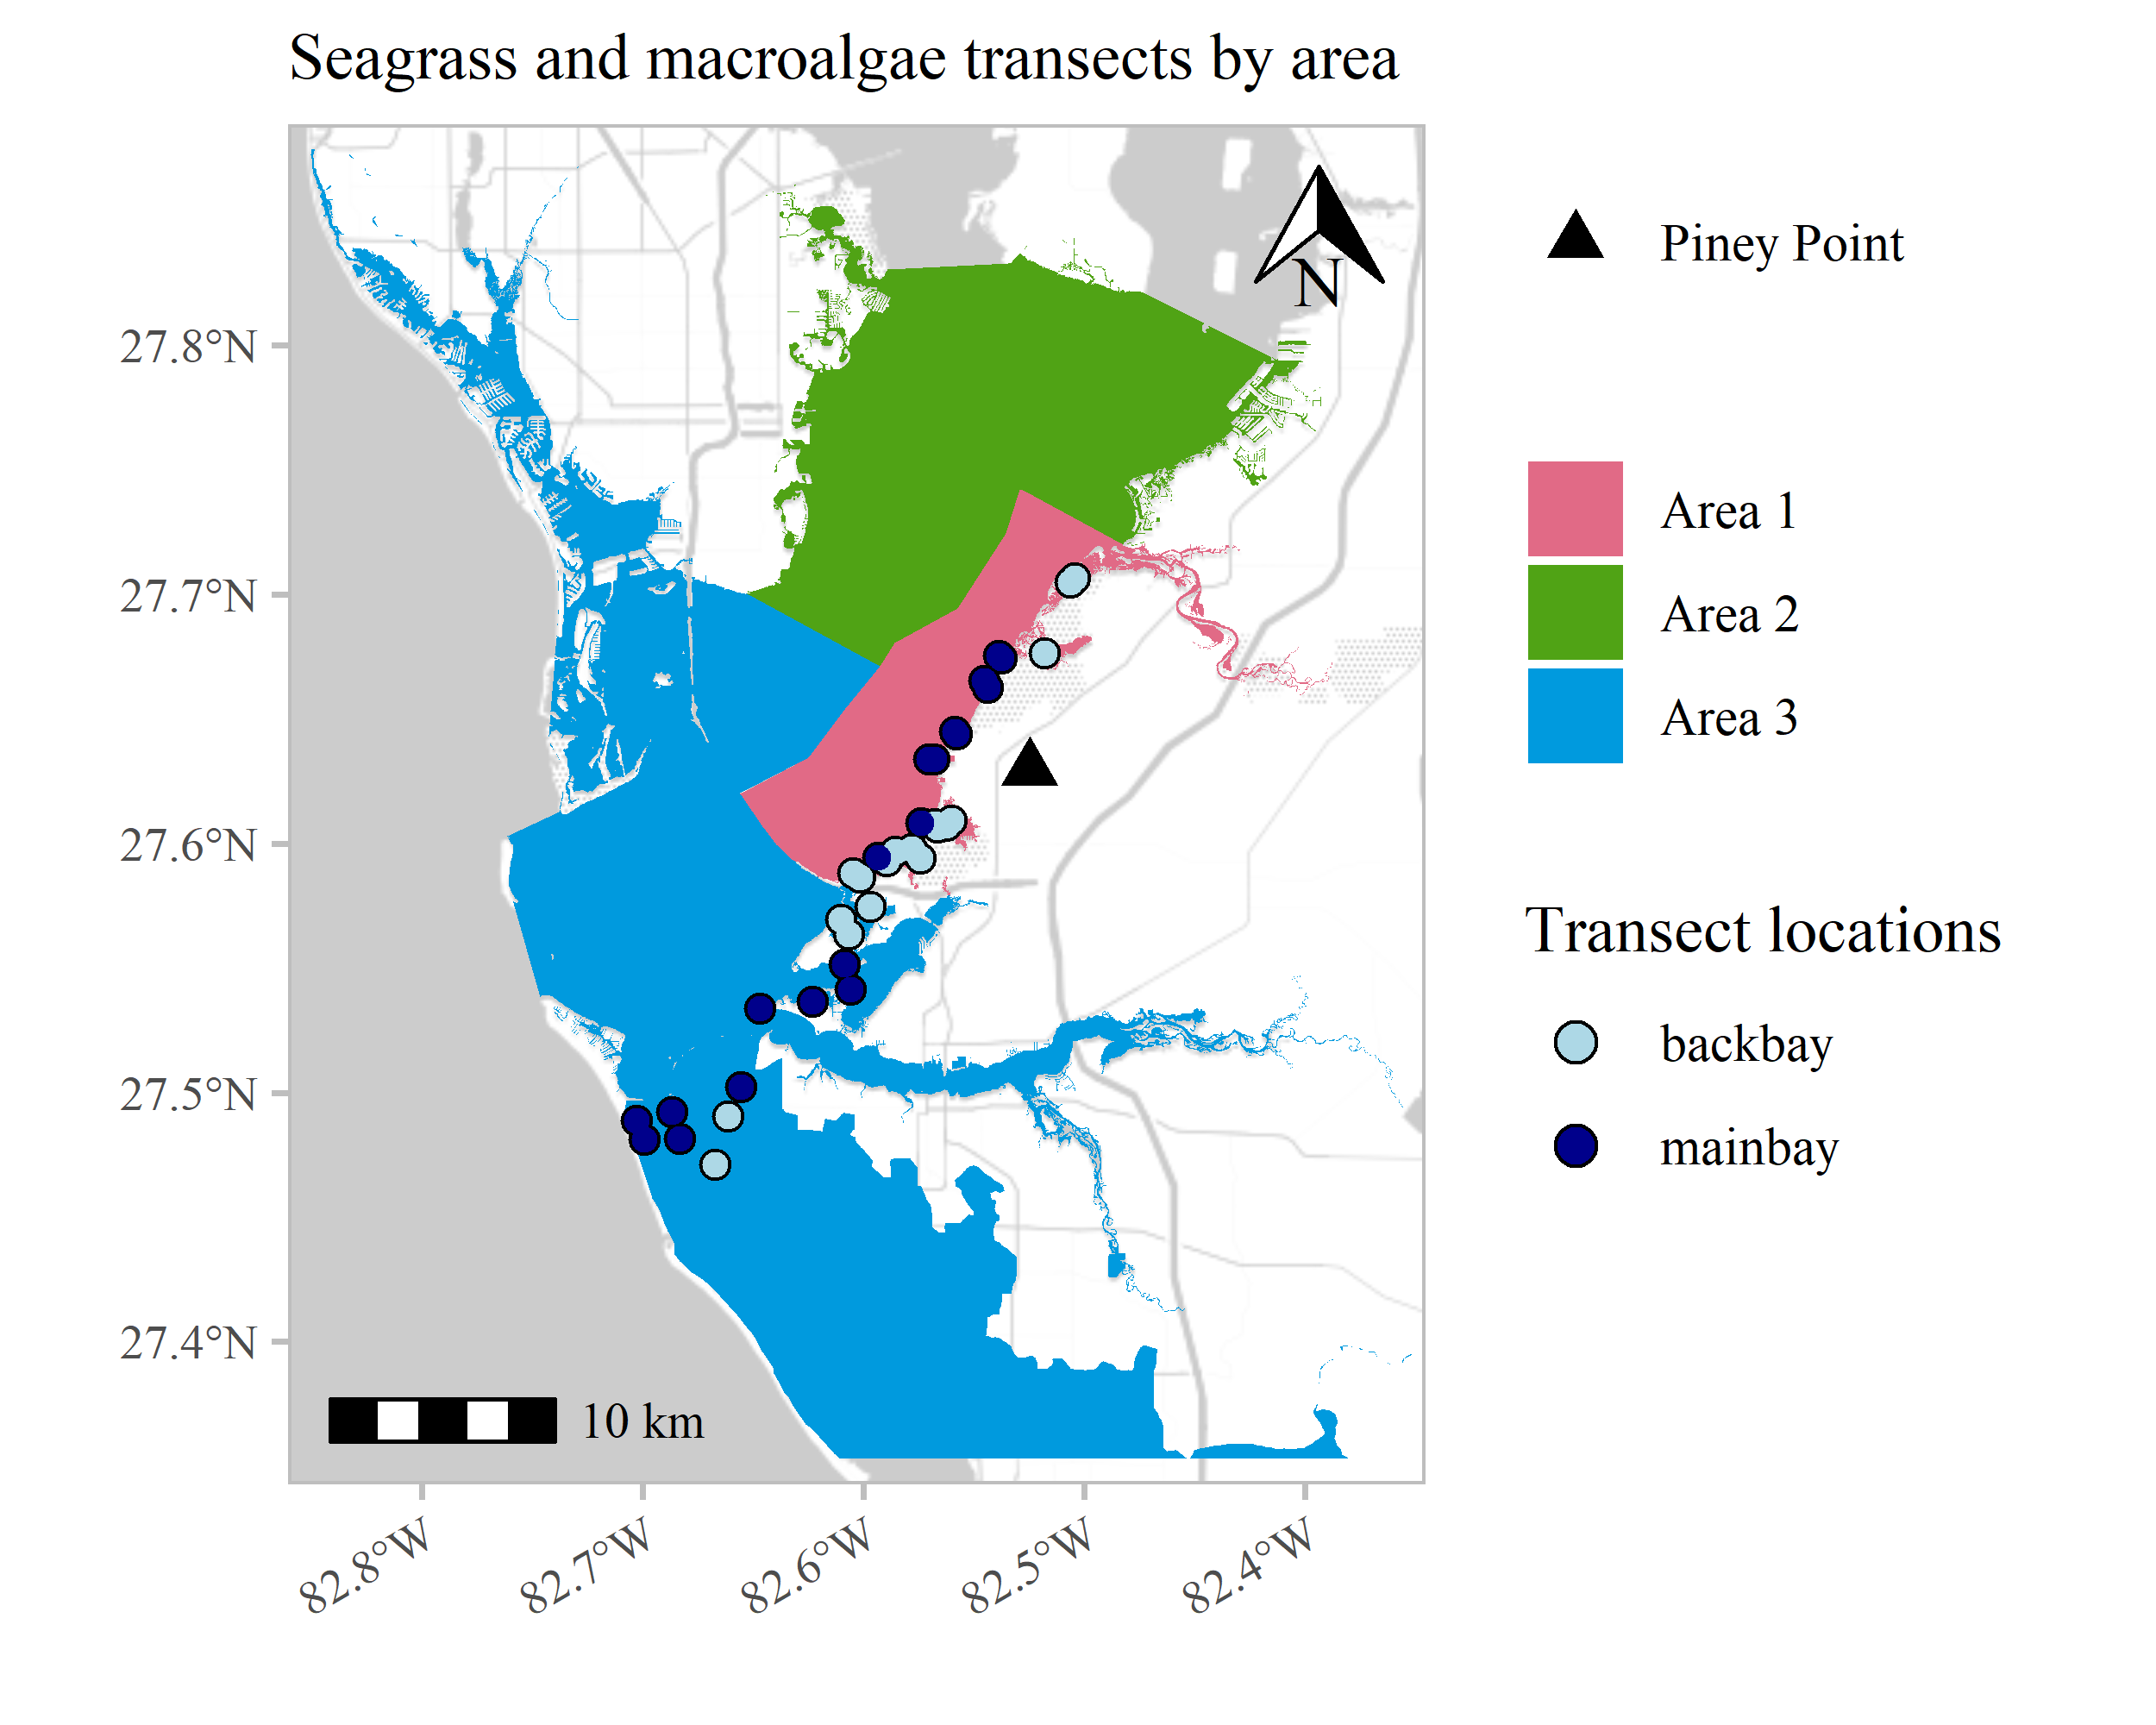 Seagrass and macroalgae transects by area
N
27.8°N
27.7°N
27.6°N
27.5°N
27.4°N
10 km
82.8°W
82.7°W
82.6°W
82.5°W
82.4°W
Piney Point
Area 1
Area 2
Area 3
Transect locations
backbay
mainbay